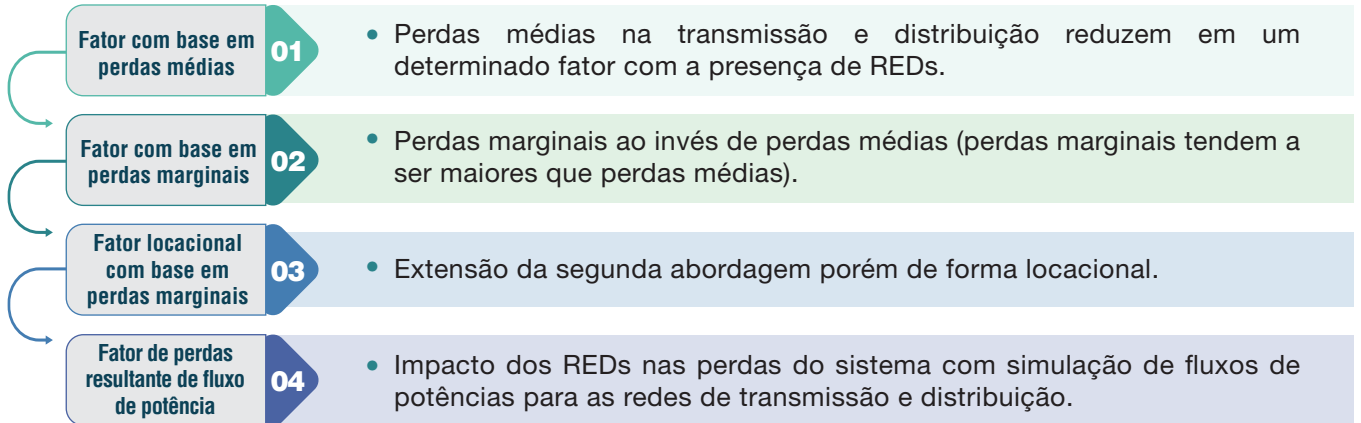 Fator com base em
perdas médias
01
• Perdas médias na transmissão e distribuição reduzem em um
determinado fator com a presença de REDs.
Fator com base em
perdas marginais
02
• Perdas marginais ao invés de perdas médias (perdas marginais tendem a
ser maiores que perdas médias).
Fator locacional
com base em
perdas marginais
03
• Extensão da segunda abordagem porém de forma locacional.
Fator de perdas
resultante de fluxo
de potência
04
• Impacto dos REDs nas perdas do sistema com simulação de fluxos de
potências para as redes de transmissão e distribuição.